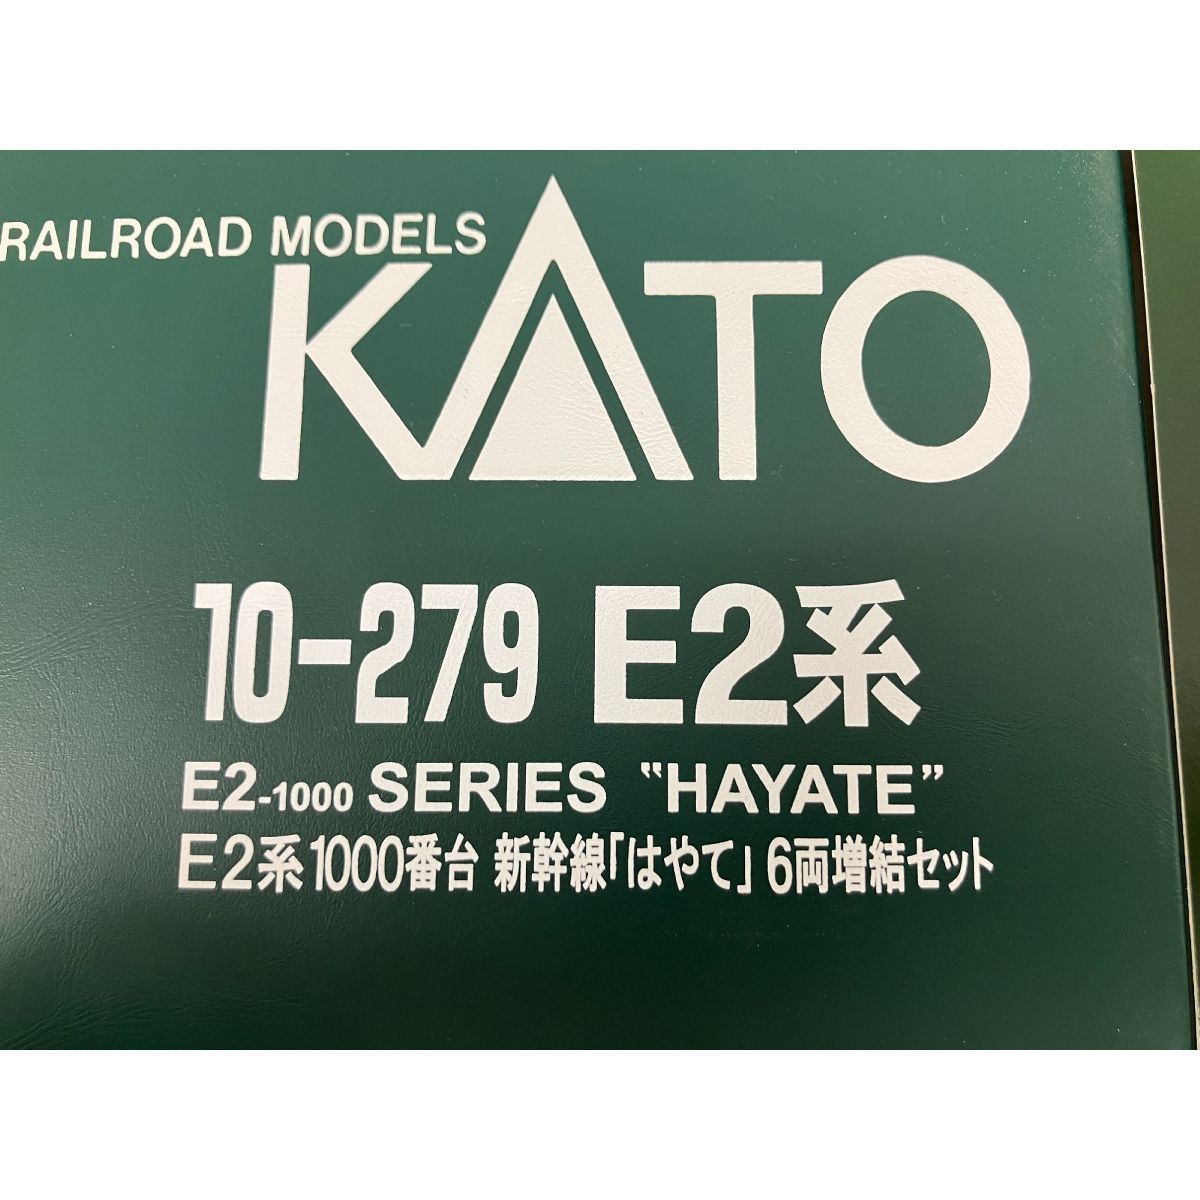 RAILROAD MODELS
KATO
10-279 E2系
E2-1000 SERIES "HAYATE"
E2系1000番台 新幹線「はやて」6両増結セット